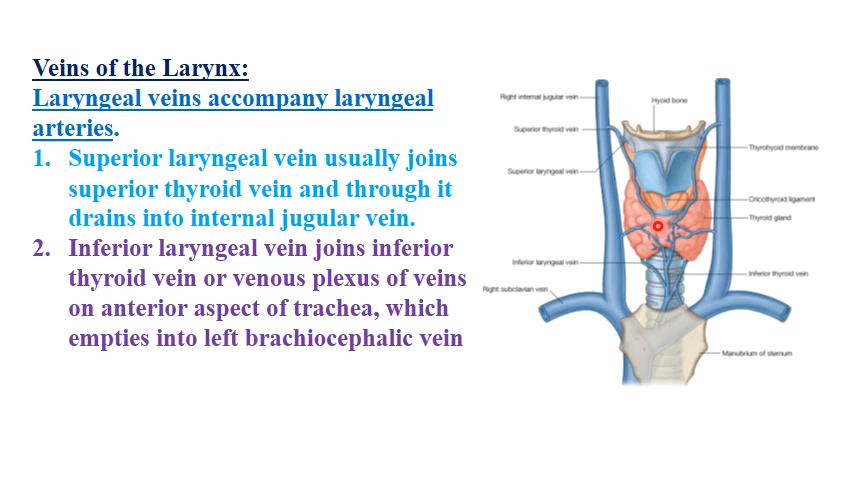 Veins of the Larynx:
Laryngeal veins accompany laryngeal
arteries.
1. Superior laryngeal vein usually joins
superior thyroid vein and through it
drains into internal jugular vein.
2. Inferior laryngeal vein joins inferior
thyroid vein or venous plexus of veins
on anterior aspect of trachea, which
empties into left brachiocephalic vein
Right internal jugular vein
Hyoid bone
Superior thyroid vein
Thyrohyoid membrane
Superior laryngeal vein
Cricothyroid ligament
Thyroid gland
Inferior laryngeal vein
Inferior thyroid vein
Right subclavian vein
Manubrium of sternum